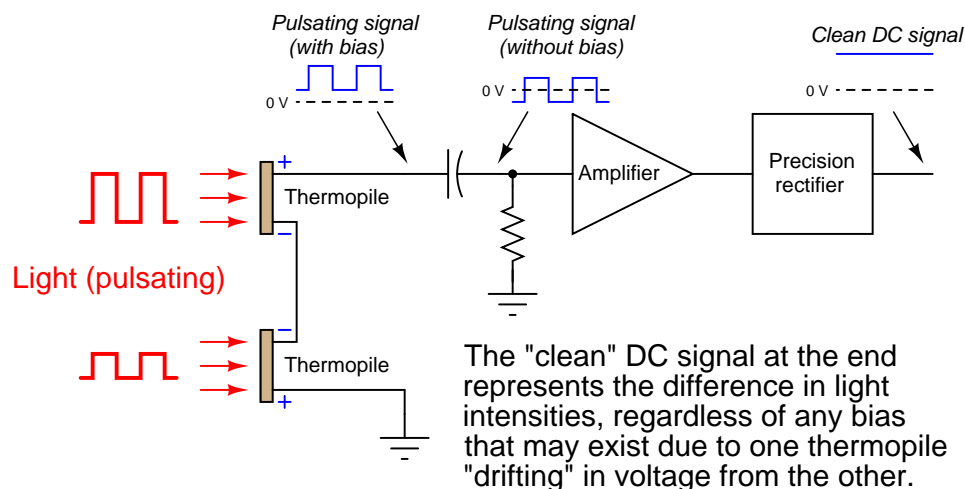 Pulsating signal
(with bias)
Pulsating signal
(without bias)
Clean DC signal
0 V
0 V
0 V
+
Thermopile
−
Amplifier
Precision
rectifier
Light (pulsating)
−
Thermopile
+
The "clean" DC signal at the end
represents the difference in light
intensities, regardless of any bias
that may exist due to one thermopile
"drifting" in voltage from the other.